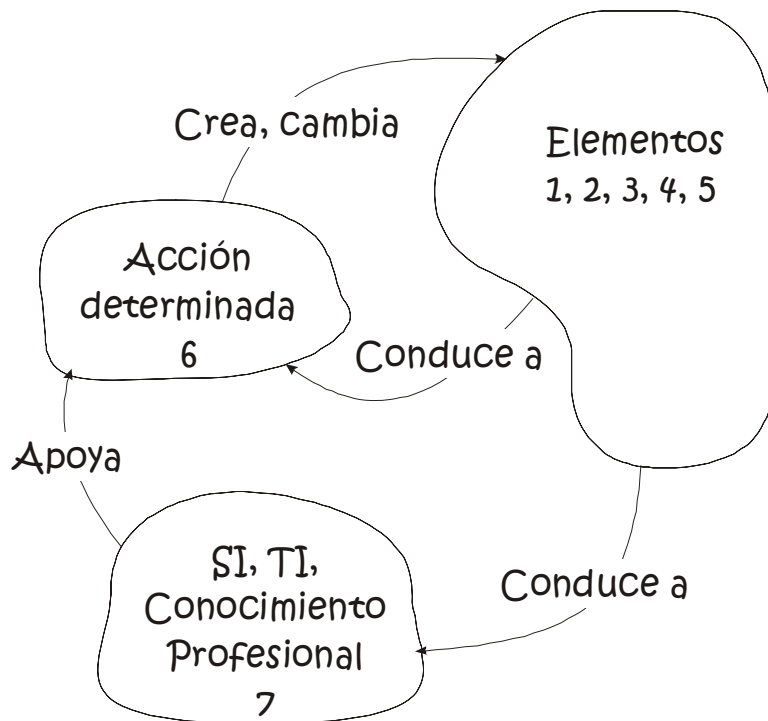 Crea, cambia
Elementos
1, 2, 3, 4, 5
Acción
determinada
6
Conduce a
Apoya
SI, TI,
Conocimiento
Profesional
7
Conduce a